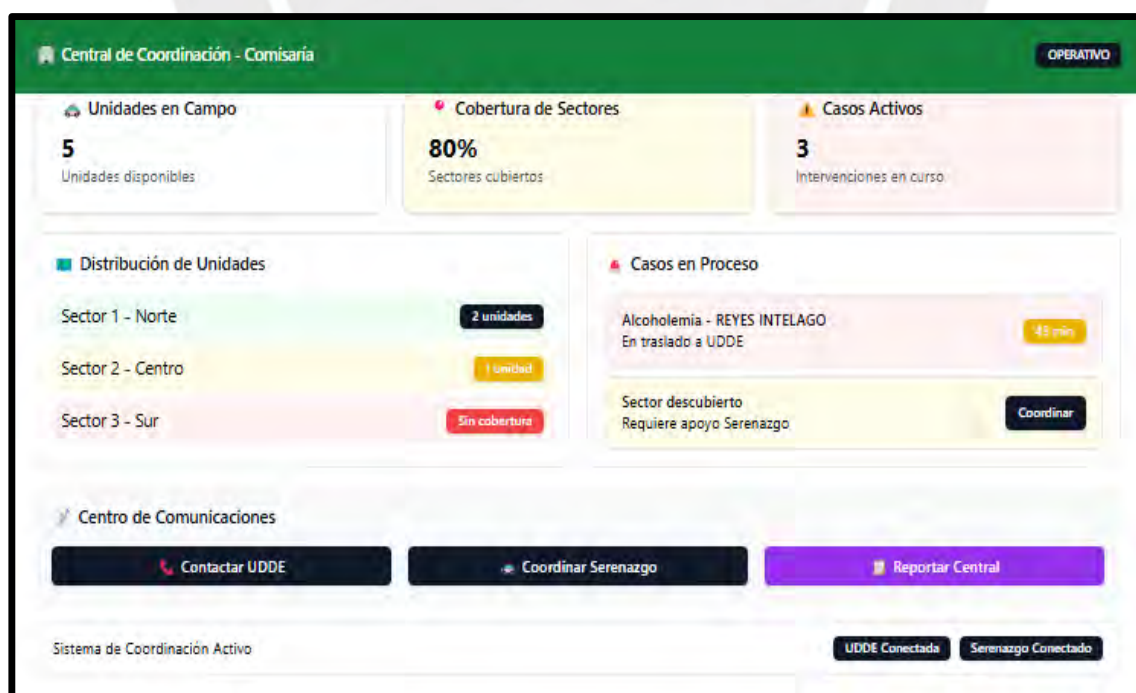 Central de Coordinación - Comisaría
OPERATIVO
Unidades en Campo
5
Unidades disponibles
Cobertura de Sectores
80%
Sectores cubiertos
Casos Activos
3
Intervenciones en curso
Distribución de Unidades
Sector 1 - Norte
2 unidades
Sector 2 - Centro
1 unidad
Sector 3 - Sur
Sin cobertura
Casos en Proceso
Alcoholemia - REYES INTELAGO
En traslado a UDDE
45 min
Sector descubierto
Requiere apoyo Serenazgo
Coordinar
Centro de Comunicaciones
Contactar UDDE
Coordinar Serenazgo
Reportar Central
Sistema de Coordinación Activo
UDDE Conectada
Serenazgo Conectado